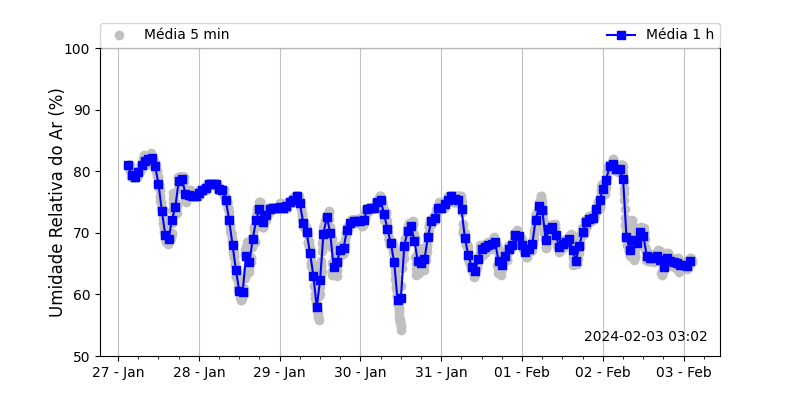 Média 5 min
Média 1 h
Umidade Relativa do Ar (%)
100
90
80
70
60
50
2024-02-03 03:02
27 - Jan
28 - Jan
29 - Jan
30 - Jan
31 - Jan
01 - Feb
02 - Feb
03 - Feb